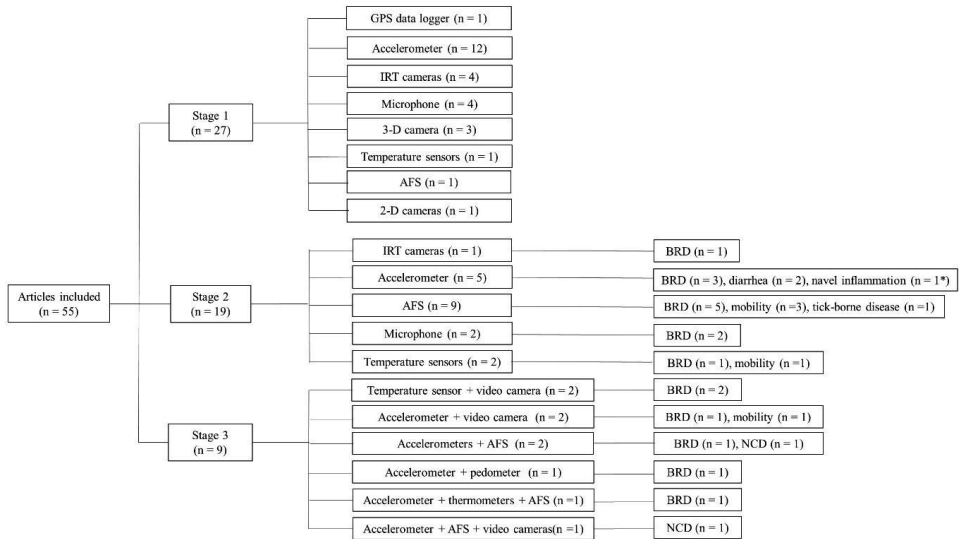 Articles included
(n = 55)
Stage 1
(n = 27)
GPS data logger (n = 1)
Accelerometer (n = 12)
IRT cameras (n = 4)
Microphone (n = 4)
3-D camera (n = 3)
Temperature sensors (n = 1)
AFS (n = 1)
2-D cameras (n = 1)
Stage 2
(n = 19)
IRT cameras (n = 1)
BRD (n = 1)
Accelerometer (n = 5)
BRD (n = 3), diarrhea (n = 2), navel inflammation (n = 1*)
AFS (n = 9)
BRD (n = 5), mobility (n =3), tick-borne disease (n =1)
Microphone (n = 2)
BRD (n = 2)
Temperature sensors (n = 2)
BRD (n = 1), mobility (n =1)
Stage 3
(n = 9)
Temperature sensor + video camera (n = 2)
BRD (n = 2)
Accelerometer + video camera (n = 2)
BRD (n = 1), mobility (n = 1)
Accelerometers + AFS (n = 2)
BRD (n = 1), NCD (n = 1)
Accelerometer + pedometer (n = 1)
BRD (n = 1)
Accelerometer + thermometers + AFS (n =1)
BRD (n = 1)
Accelerometer + AFS + video cameras(n =1)
NCD (n = 1)